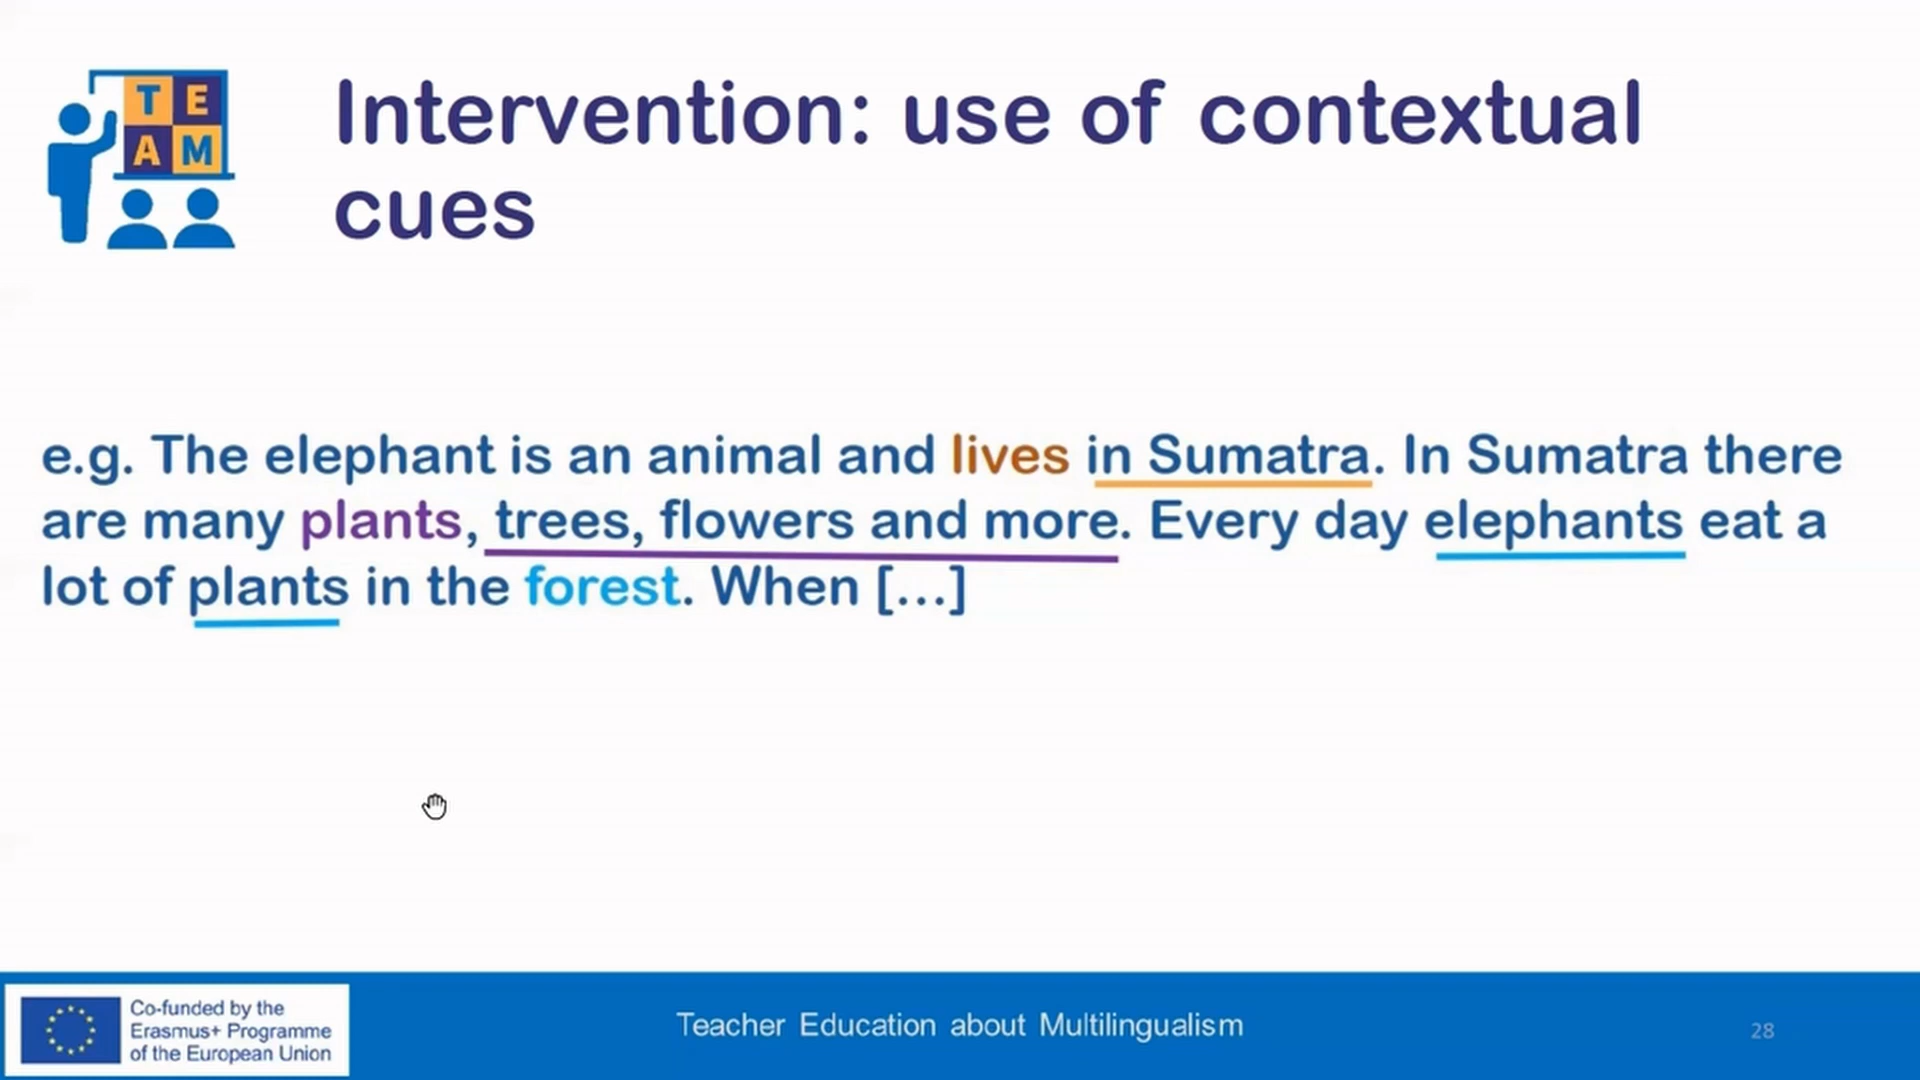 T E
A M
Intervention: use of contextual
cues
e.g. The elephant is an animal and lives in Sumatra. In Sumatra there
are many plants, trees, flowers and more. Every day elephants eat a
lot of plants in the forest. When […]
Co-funded by the
Erasmus+ Programme
of the European Union
Teacher Education about Multilingualism
28